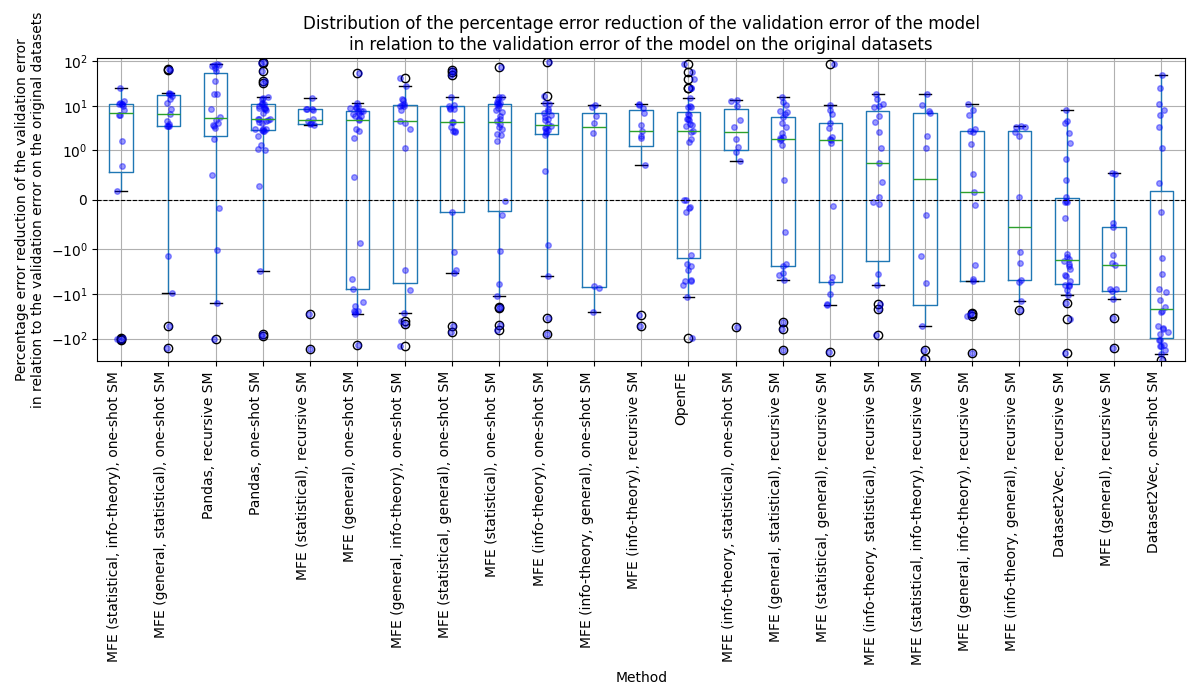 Distribution of the percentage error reduction of the validation error of the model
in relation to the validation error of the model on the original datasets
Percentage error reduction of the validation error
in relation to the validation error on the original datasets
10²
10¹
10⁰
0
−10⁰
−10¹
−10²
MFE (statistical, info-theory), one-shot SM
MFE (general, statistical), one-shot SM
Pandas, recursive SM
Pandas, one-shot SM
MFE (statistical), recursive SM
MFE (general), one-shot SM
MFE (general, info-theory), one-shot SM
MFE (statistical, general), one-shot SM
MFE (statistical), one-shot SM
MFE (info-theory), one-shot SM
MFE (info-theory, general), one-shot SM
MFE (info-theory), recursive SM
OpenFE
MFE (info-theory, statistical), one-shot SM
MFE (general, statistical), recursive SM
MFE (statistical, general), recursive SM
MFE (info-theory, statistical), recursive SM
MFE (statistical, info-theory), recursive SM
MFE (general, info-theory), recursive SM
MFE (info-theory, general), recursive SM
Dataset2Vec, recursive SM
MFE (general), recursive SM
Dataset2Vec, one-shot SM
Method